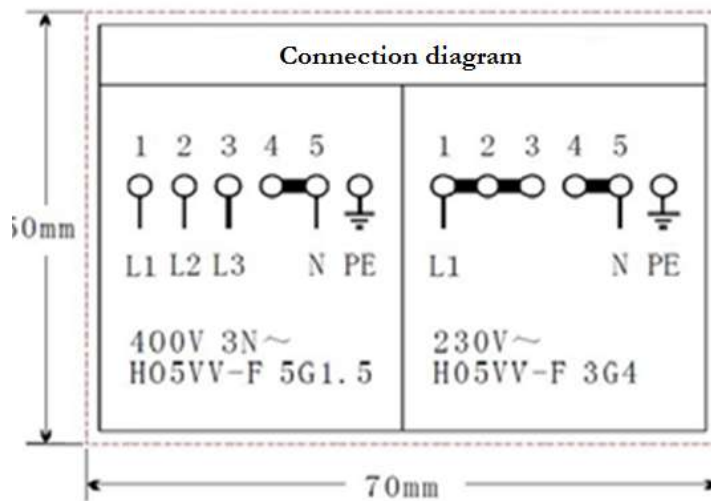 Connection diagram
1 2 3 4 5
L1 L2 L3 N PE
400V 3N～
H05VV-F 5G1.5
1 2 3 4 5
L1 N PE
230V～
H05VV-F 3G4
50mm
70mm